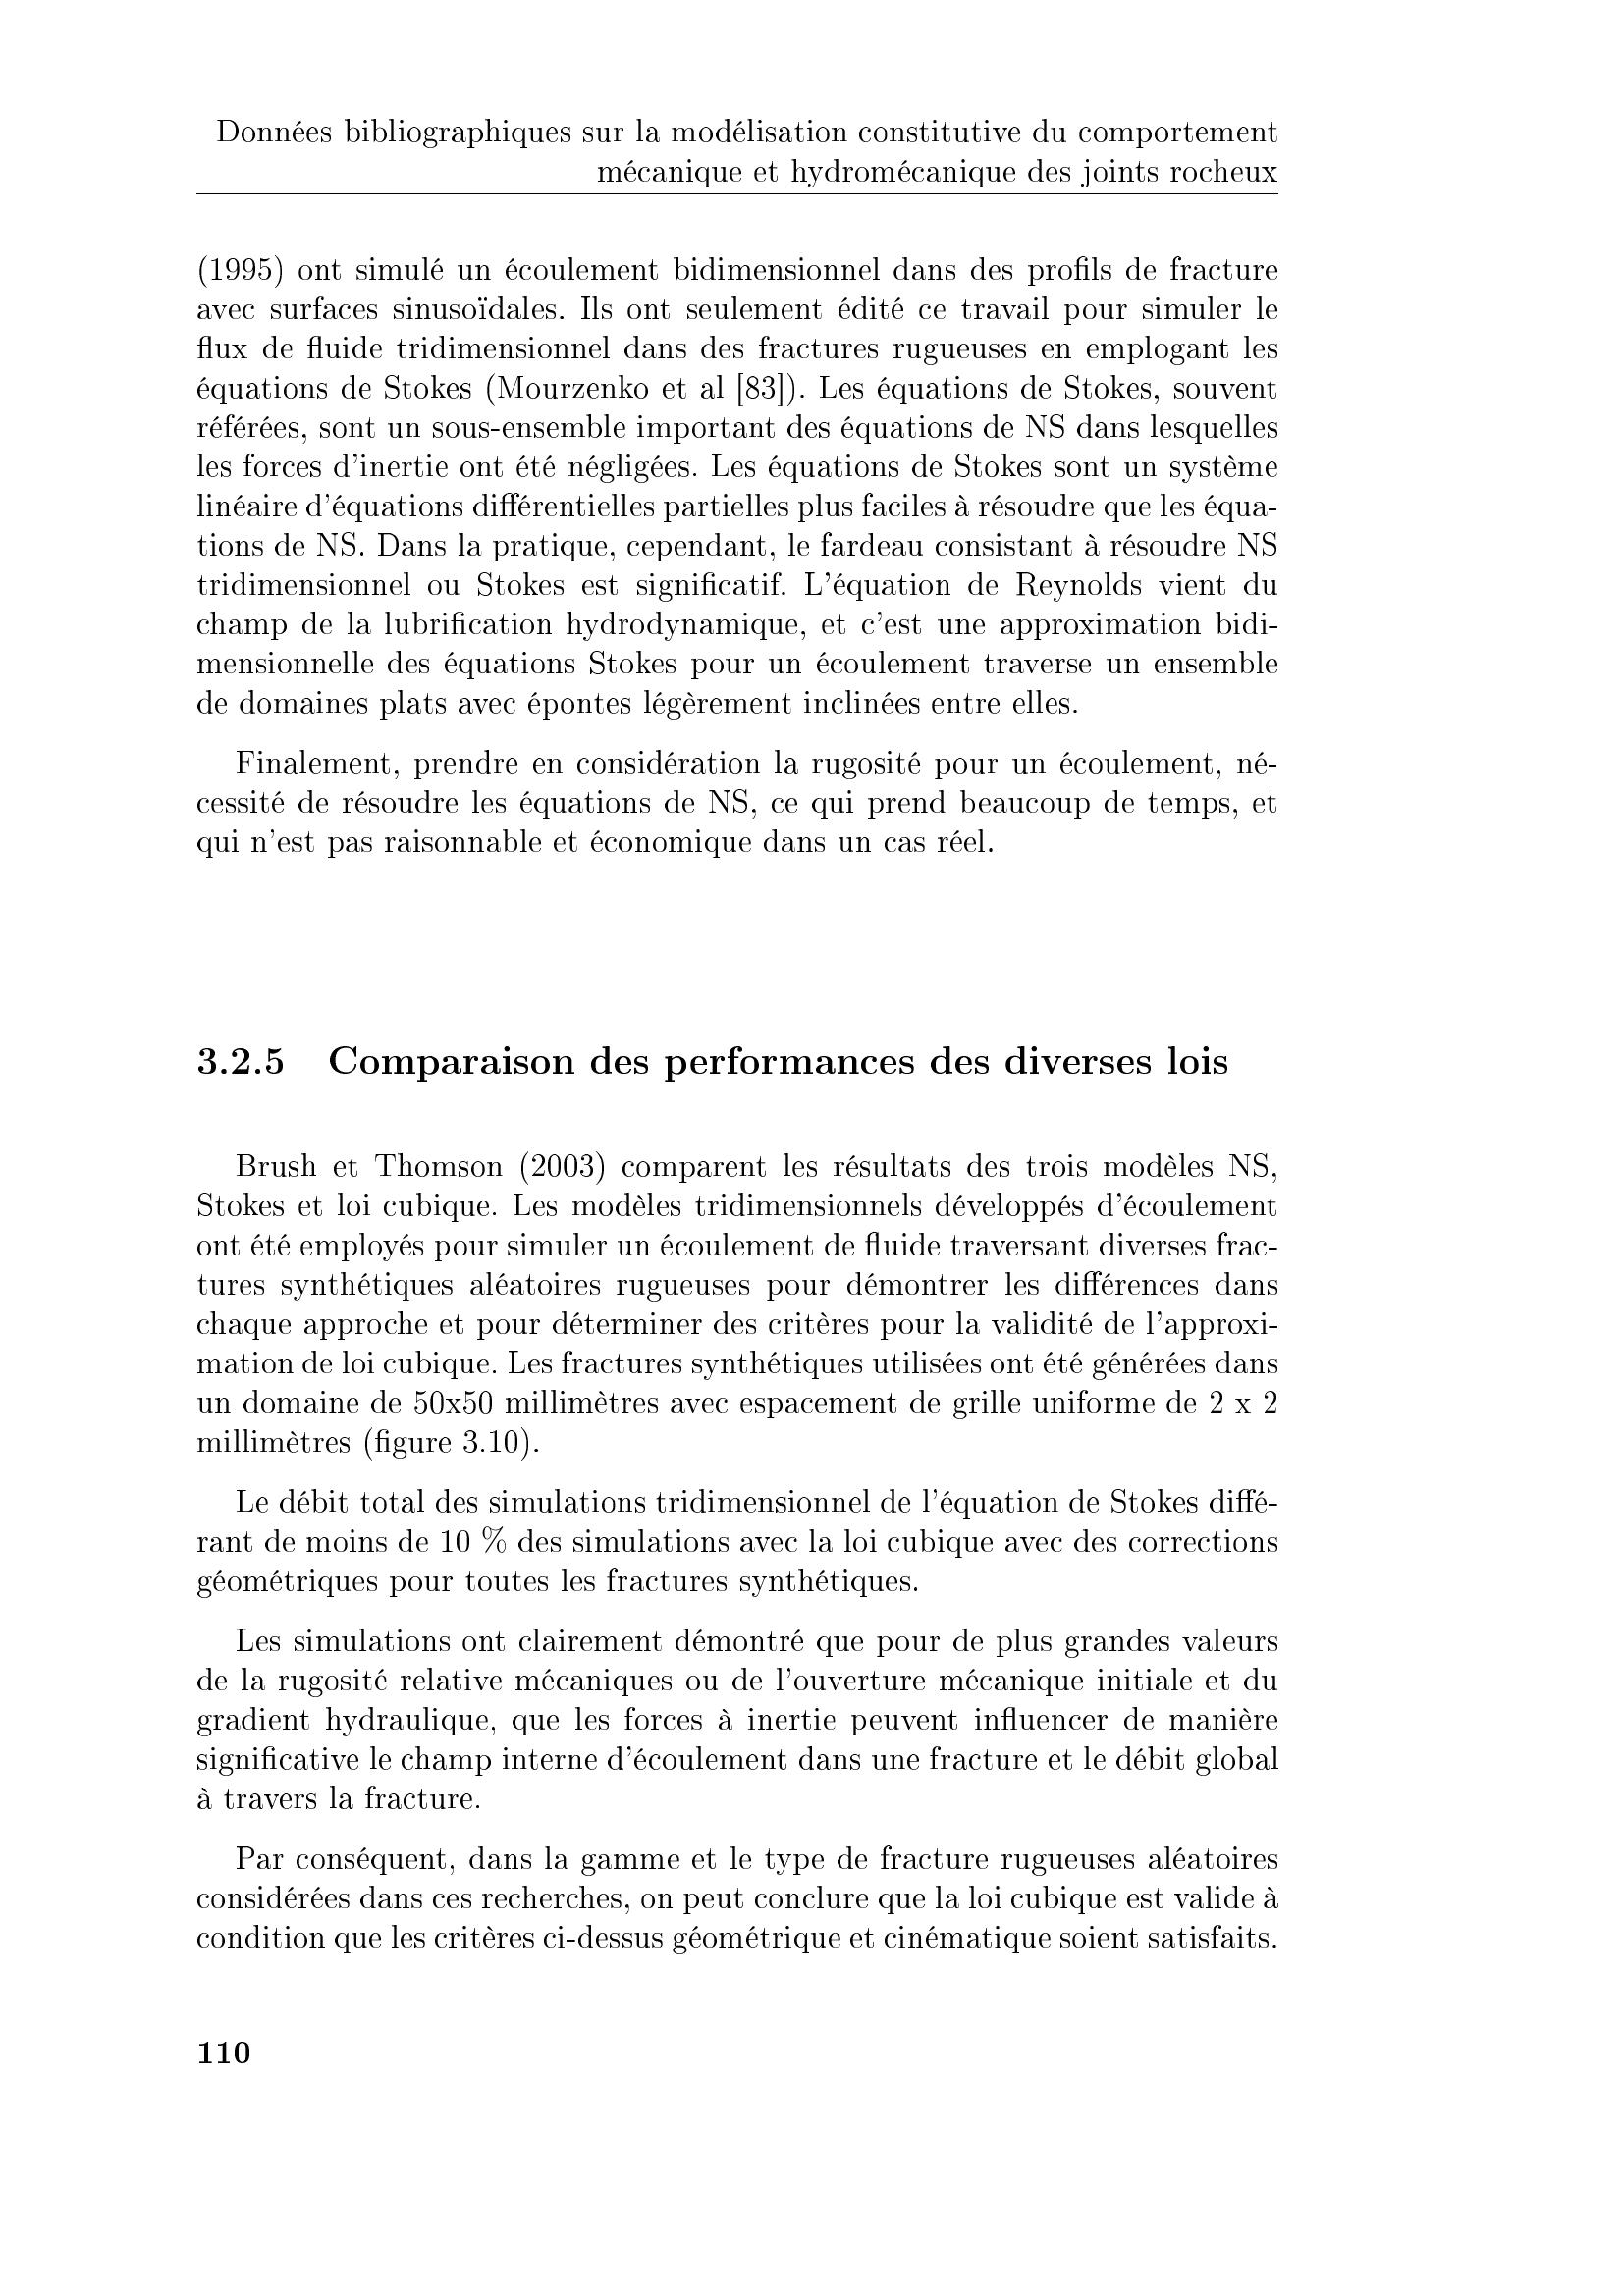 Données bibliographiques sur la modélisation constitutive du comportement
mécanique et hydromécanique des joints rocheux
(1995) ont simulé un écoulement bidimensionnel dans des profils de fracture
avec surfaces sinusoïdales. Ils ont seulement édité ce travail pour simuler le
flux de fluide tridimensionnel dans des fractures rugueuses en emplogant les
équations de Stokes (Mourzenko et al [83]). Les équations de Stokes, souvent
référées, sont un sous-ensemble important des équations de NS dans lesquelles
les forces d'inertie ont été négligées. Les équations de Stokes sont un système
linéaire d'équations différentielles partielles plus faciles à résoudre que les équa-
tions de NS. Dans la pratique, cependant, le fardeau consistant à résoudre NS
tridimensionnel ou Stokes est significatif. L'équation de Reynolds vient du
champ de la lubrification hydrodynamique, et c'est une approximation bidi-
mensionnelle des équations Stokes pour un écoulement traverse un ensemble
de domaines plats avec épontes légèrement inclinées entre elles.
Finalement, prendre en considération la rugosité pour un écoulement, né-
cessité de résoudre les équations de NS, ce qui prend beaucoup de temps, et
qui n'est pas raisonnable et économique dans un cas réel.
3.2.5 Comparaison des performances des diverses lois
Brush et Thomson (2003) comparent les résultats des trois modèles NS,
Stokes et loi cubique. Les modèles tridimensionnels développés d'écoulement
ont été employés pour simuler un écoulement de fluide traversant diverses frac-
tures synthétiques aléatoires rugueuses pour démontrer les différences dans
chaque approche et pour déterminer des critères pour la validité de l'approxi-
mation de loi cubique. Les fractures synthétiques utilisées ont été générées dans
un domaine de 50x50 millimètres avec espacement de grille uniforme de 2 x 2
millimètres (figure 3.10).
Le débit total des simulations tridimensionnel de l'équation de Stokes diffé-
rant de moins de 10 % des simulations avec la loi cubique avec des corrections
géométriques pour toutes les fractures synthétiques.
Les simulations ont clairement démontré que pour de plus grandes valeurs
de la rugosité relative mécaniques ou de l'ouverture mécanique initiale et du
gradient hydraulique, que les forces à inertie peuvent influencer de manière
significative le champ interne d'écoulement dans une fracture et le débit global
à travers la fracture.
Par conséquent, dans la gamme et le type de fracture rugueuses aléatoires
considérées dans ces recherches, on peut conclure que la loi cubique est valide à
condition que les critères ci-dessus géométrique et cinématique soient satisfaits.
110